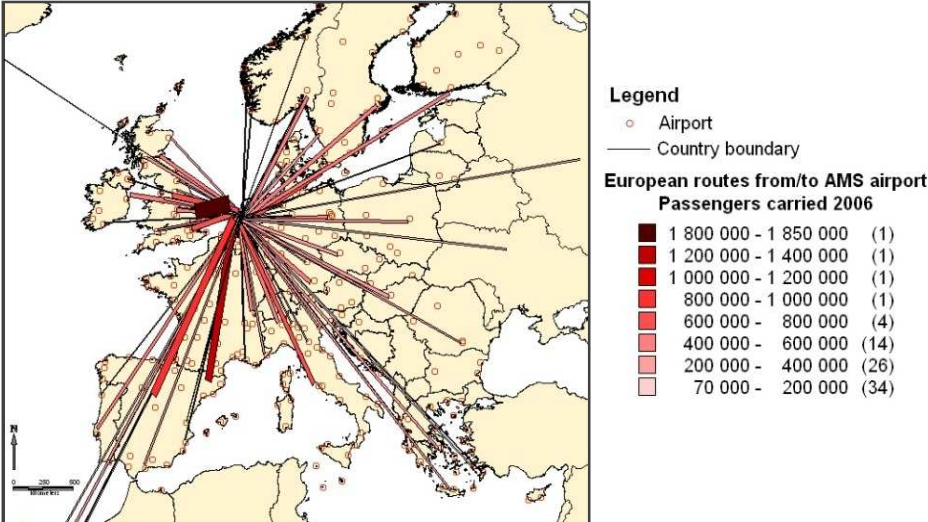 Legend
Airport
Country boundary
European routes from/to AMS airport
Passengers carried 2006
1 800 000 - 1 850 000 (1)
1 200 000 - 1 400 000 (1)
1 000 000 - 1 200 000 (1)
800 000 - 1 000 000 (1)
600 000 - 800 000 (4)
400 000 - 600 000 (14)
200 000 - 400 000 (26)
70 000 - 200 000 (34)
N
0 250 500
kilometers